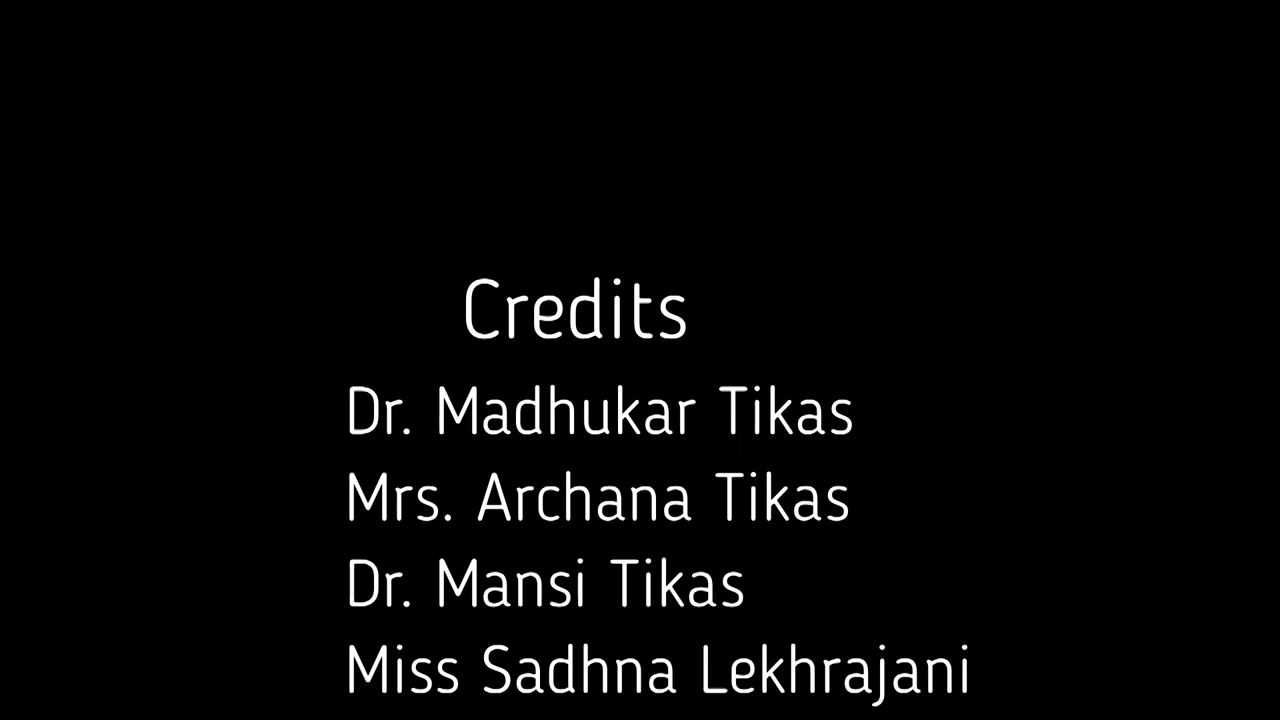 Credits
Dr. Madhukar Tikas
Mrs. Archana Tikas
Dr. Mansi Tikas
Miss Sadhna Lekhrajani